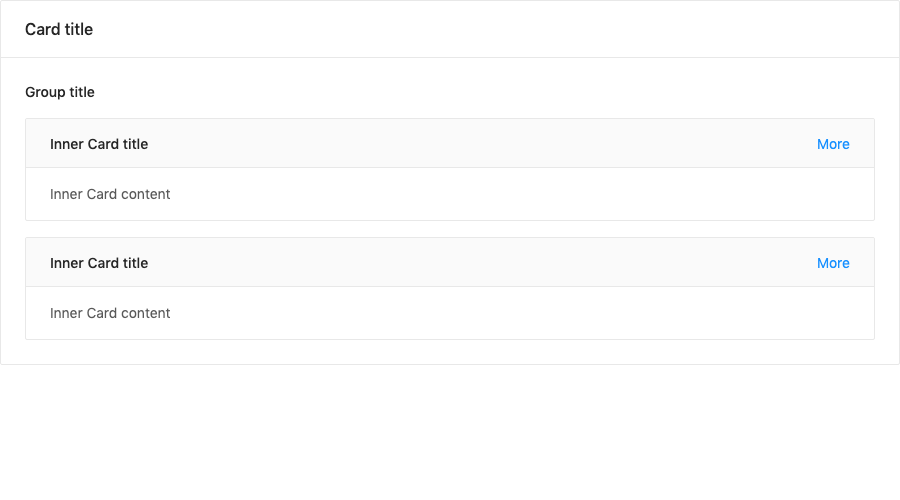 Card title
Group title
Inner Card title More
Inner Card content
Inner Card title More
Inner Card content